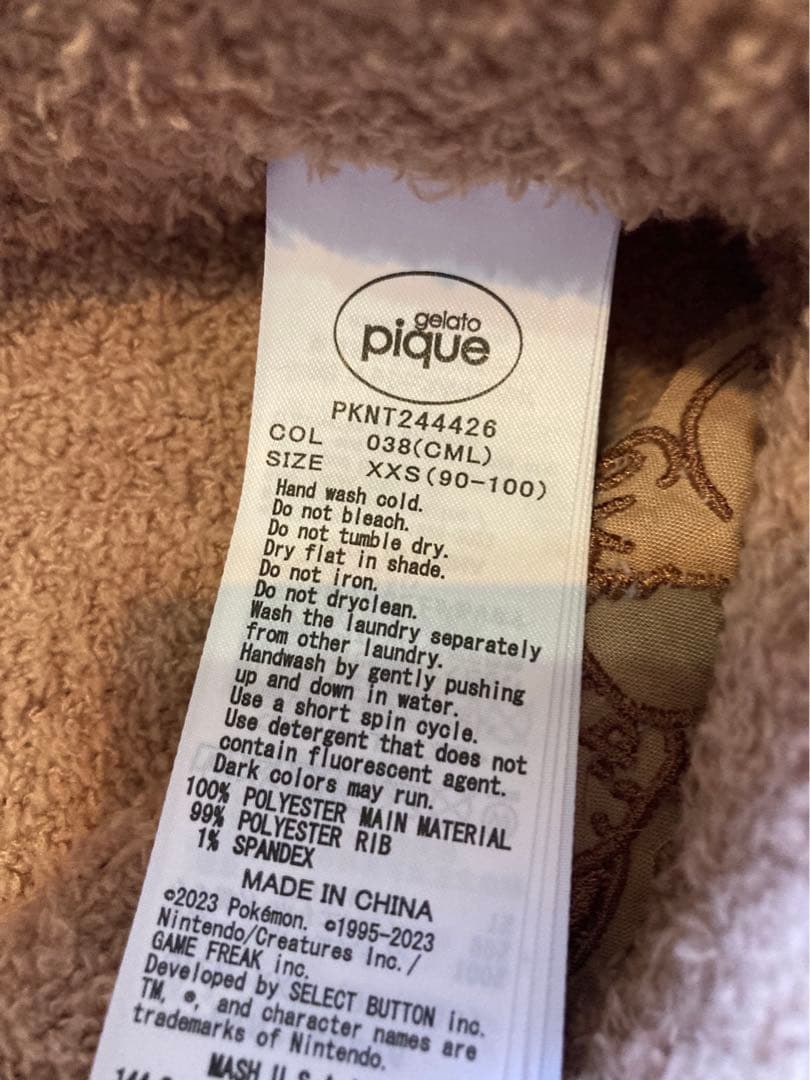 gelato
pique
PKNT244426
COL 038(CML)
SIZE XXS(90-100)
Hand wash cold.
Do not bleach.
Do not tumble dry.
Dry flat in shade.
Do not iron.
Do not dryclean.
Wash the laundry separately
from other laundry.
Handwash by gently pushing
up and down in water.
Use a short spin cycle.
Use detergent that does not
contain fluorescent agent.
Dark colors may run.
100% POLYESTER MAIN MATERIAL
99% POLYESTER RIB
1% SPANDEX
MADE IN CHINA
©2023 Pokémon. ©1995-2023
Nintendo/Creatures Inc./
GAME FREAK inc.
Developed by SELECT BUTTON inc.
TM, ®, and character names are
trademarks of Nintendo.
MASH